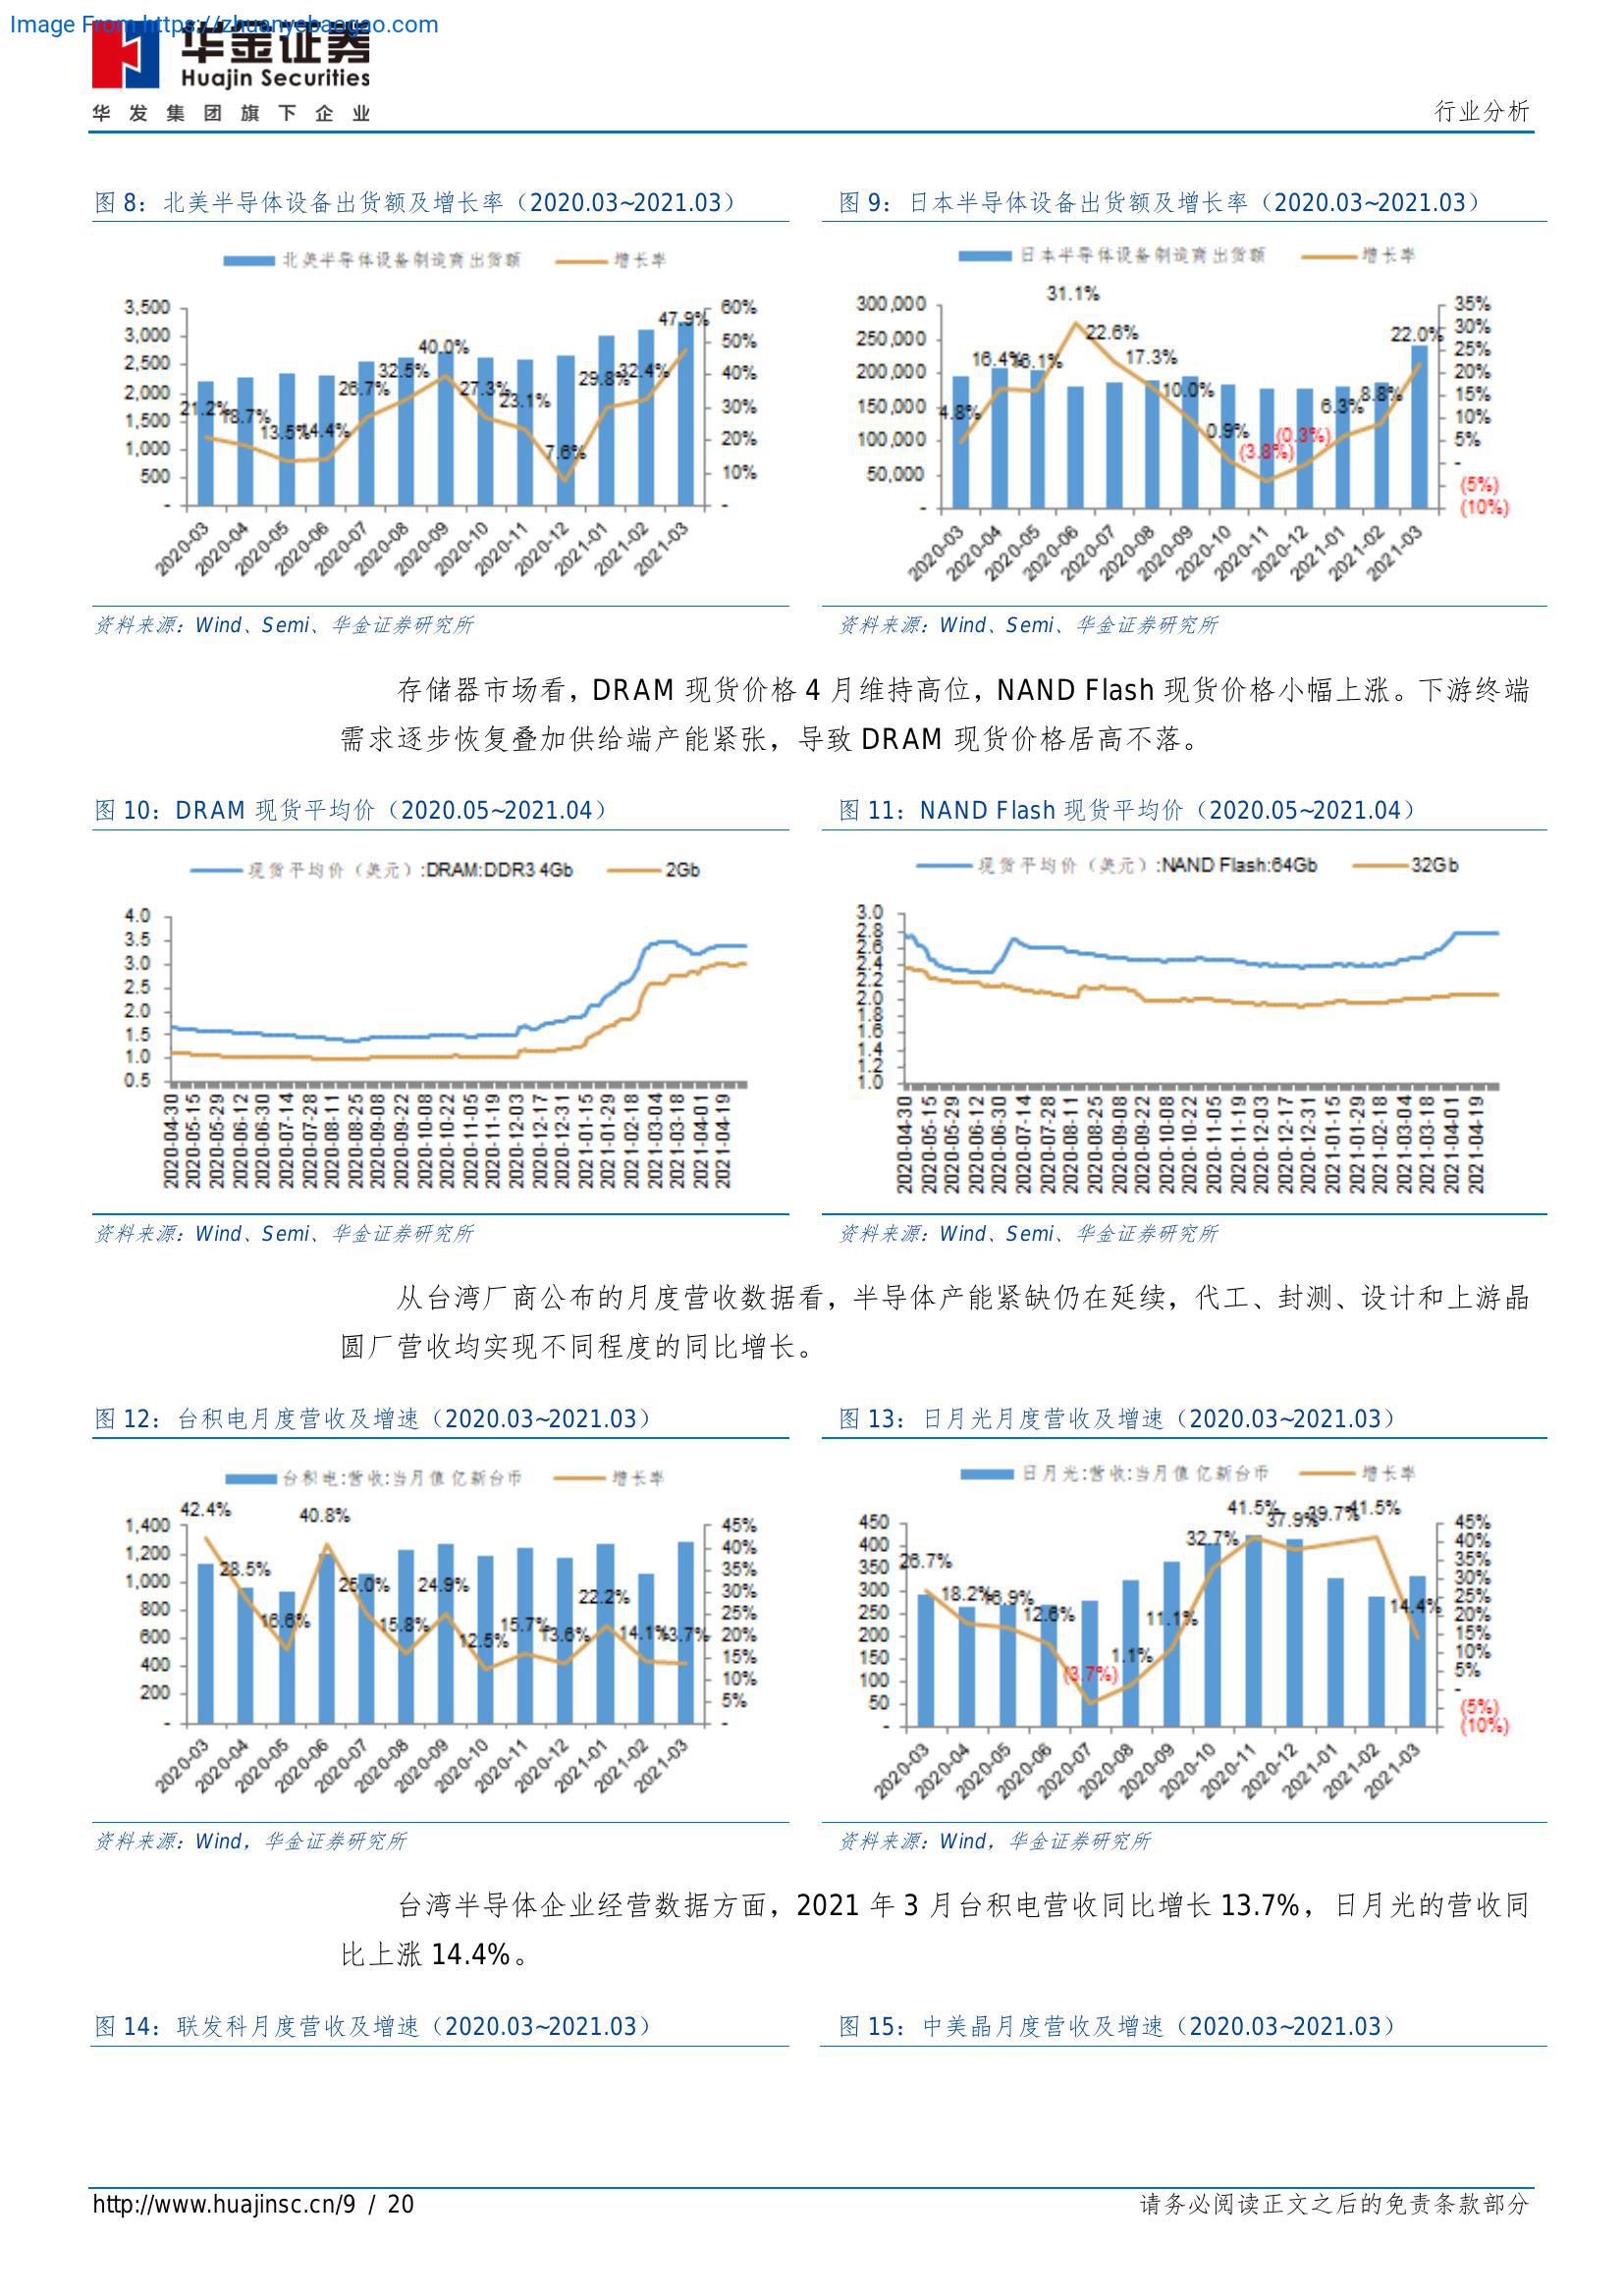 Image From https://zhuanyebaogao.com
华金证券
Huajin Securities
华发集团旗下企业
行业分析
图 8：北美半导体设备出货额及增长率（2020.03~2021.03）
北美半导体设备制造商出货额 增长率
3,500
3,000
2,500
2,000
1,500
1,000
500
-
60%
50%
40%
30%
20%
10%
-
21.2% 18.7% 13.5% 14.4% 26.7% 32.5% 40.0% 27.3% 23.1% 7.6% 29.8% 32.4% 47.9%
2020-03 2020-04 2020-05 2020-06 2020-07 2020-08 2020-09 2020-10 2020-11 2020-12 2021-01 2021-02 2021-03
资料来源：Wind、Semi、华金证券研究所
图 9：日本半导体设备出货额及增长率（2020.03~2021.03）
日本半导体设备制造商出货额 增长率
300,000
250,000
200,000
150,000
100,000
50,000
-
35%
30%
25%
20%
15%
10%
5%
-
(5%)
(10%)
4.8% 16.4% 16.1% 31.1% 22.6% 17.3% 10.0% 0.9% (3.8%) (0.3%) 6.3% 8.8% 22.0%
2020-03 2020-04 2020-05 2020-06 2020-07 2020-08 2020-09 2020-10 2020-11 2020-12 2021-01 2021-02 2021-03
资料来源：Wind、Semi、华金证券研究所
存储器市场看，DRAM 现货价格 4 月维持高位，NAND Flash 现货价格小幅上涨。下游终端
需求逐步恢复叠加供给端产能紧张，导致 DRAM 现货价格居高不落。
图 10：DRAM 现货平均价（2020.05~2021.04）
现货平均价（美元）:DRAM:DDR3 4Gb 2Gb
4.0
3.5
3.0
2.5
2.0
1.5
1.0
0.5
2020-04-30 2020-05-15 2020-05-29 2020-06-12 2020-06-30 2020-07-14 2020-07-28 2020-08-11 2020-08-25 2020-09-08 2020-09-22 2020-10-08 2020-10-22 2020-11-05 2020-11-19 2020-12-03 2020-12-17 2020-12-31 2021-01-15 2021-01-29 2021-02-18 2021-03-04 2021-03-18 2021-04-01 2021-04-19
资料来源：Wind、Semi、华金证券研究所
图 11：NAND Flash 现货平均价（2020.05~2021.04）
现货平均价（美元）:NAND Flash:64Gb 32Gb
3.0
2.8
2.6
2.4
2.2
2.0
1.8
1.6
1.4
1.2
1.0
2020-04-30 2020-05-15 2020-05-29 2020-06-12 2020-06-30 2020-07-14 2020-07-28 2020-08-11 2020-08-25 2020-09-08 2020-09-22 2020-10-08 2020-10-22 2020-11-05 2020-11-19 2020-12-03 2020-12-17 2020-12-31 2021-01-15 2021-01-29 2021-02-18 2021-03-04 2021-03-18 2021-04-01 2021-04-19
资料来源：Wind、Semi、华金证券研究所
从台湾厂商公布的月度营收数据看，半导体产能紧缺仍在延续，代工、封测、设计和上游晶
圆厂营收均实现不同程度的同比增长。
图 12：台积电月度营收及增速（2020.03~2021.03）
台积电:营收:当月值 亿新台币 增长率
1,400
1,200
1,000
800
600
400
200
-
45%
40%
35%
30%
25%
20%
15%
10%
5%
-
42.4% 28.5% 16.6% 40.8% 25.0% 15.8% 24.9% 12.5% 15.7% 13.6% 22.2% 14.1% 13.7%
2020-03 2020-04 2020-05 2020-06 2020-07 2020-08 2020-09 2020-10 2020-11 2020-12 2021-01 2021-02 2021-03
资料来源：Wind，华金证券研究所
图 13：日月光月度营收及增速（2020.03~2021.03）
日月光:营收:当月值 亿新台币 增长率
450
400
350
300
250
200
150
100
50
-
45%
40%
35%
30%
25%
20%
15%
10%
5%
-
(5%)
(10%)
26.7% 18.2% 16.9% 12.6% (3.7%) 1.1% 11.1% 32.7% 41.5% 37.9% 39.7% 41.5% 14.4%
2020-03 2020-04 2020-05 2020-06 2020-07 2020-08 2020-09 2020-10 2020-11 2020-12 2021-01 2021-02 2021-03
资料来源：Wind，华金证券研究所
台湾半导体企业经营数据方面，2021 年 3 月台积电营收同比增长 13.7%，日月光的营收同
比上涨 14.4%。
图 14：联发科月度营收及增速（2020.03~2021.03）
图 15：中美晶月度营收及增速（2020.03~2021.03）
http://www.huajinsc.cn/9 / 20
请务必阅读正文之后的免责条款部分